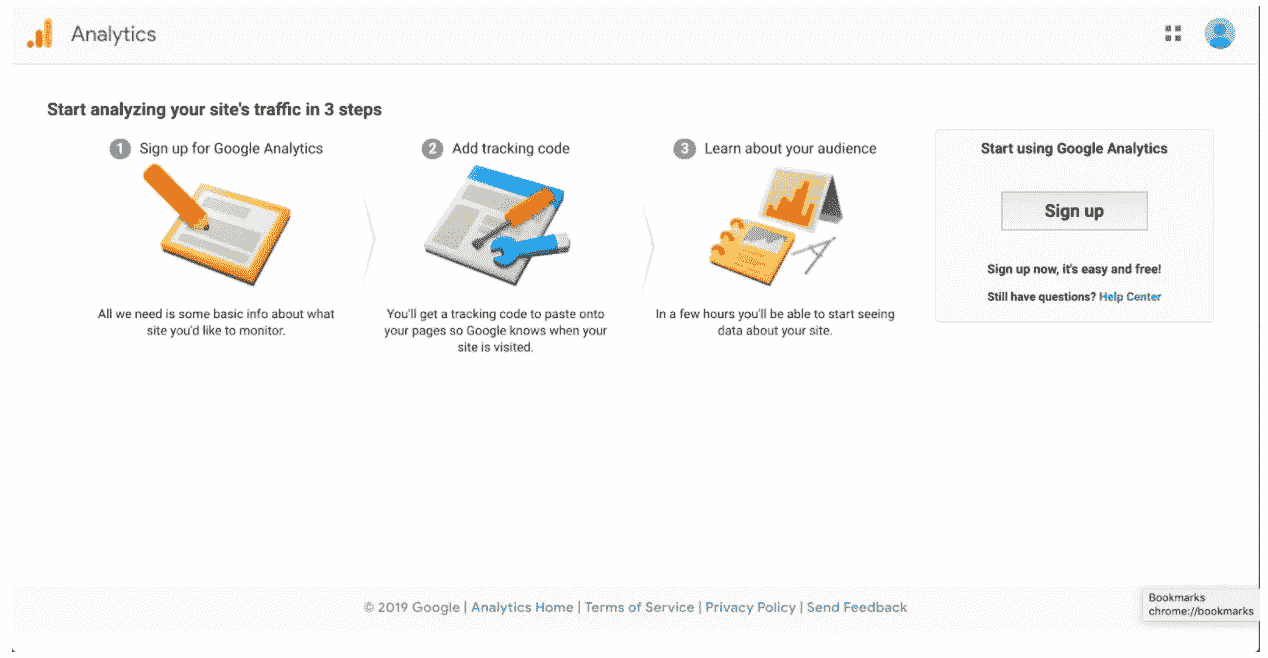 Analytics
Start analyzing your site's traffic in 3 steps
1 Sign up for Google Analytics
All we need is some basic info about what
site you'd like to monitor.
2 Add tracking code
You'll get a tracking code to paste onto
your pages so Google knows when your
site is visited.
3 Learn about your audience
In a few hours you'll be able to start seeing
data about your site.
Start using Google Analytics
Sign up
Sign up now, it's easy and free!
Still have questions? Help Center
© 2019 Google | Analytics Home | Terms of Service | Privacy Policy | Send Feedback
Bookmarks
chrome://bookmarks